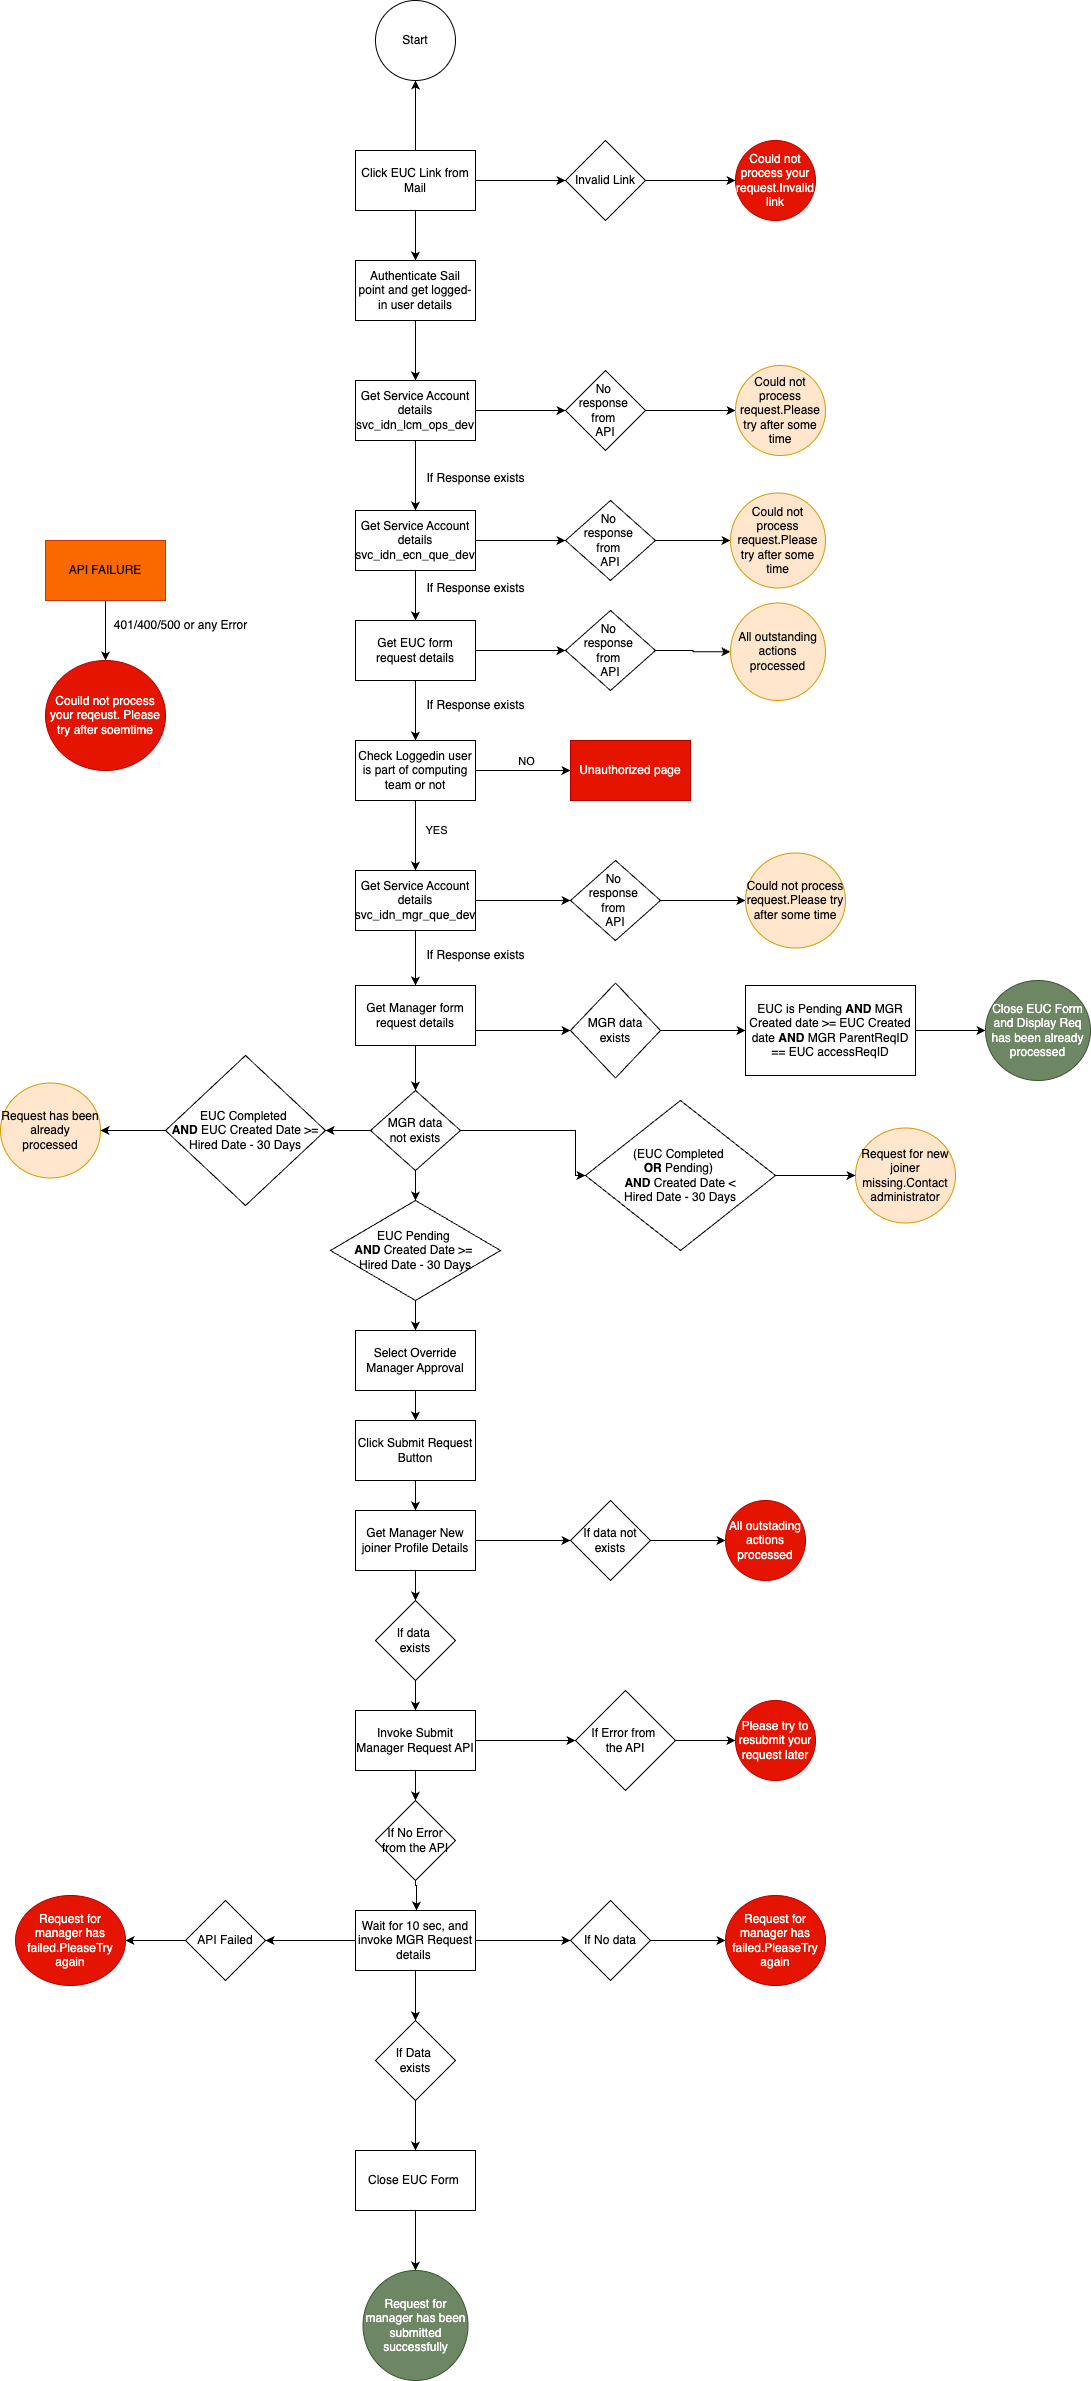 Start
Click EUC Link from
Mail
Invalid Link
Could not
process your
request.Invalid
link
Authenticate Sail
point and get logged-
in user details
Get Service Account
details
svc_idn_lcm_ops_dev
No
response
from
API
Could not
process
request.Please
try after some
time
If Response exists
Get Service Account
details
svc_idn_ecn_que_dev
No
response
from
API
Could not
process
request.Please
try after some
time
API FAILURE
If Response exists
401/400/500 or any Error
Get EUC form
request details
No
response
from
API
All outstanding
actions
processed
Couild not process
your reqeust. Please
try after soemtime
If Response exists
Check Loggedin user
is part of computing
team or not
NO
Unauthorized page
YES
Get Service Account
details
svc_idn_mgr_que_dev
No
response
from
API
Could not process
request.Please try
after some time
If Response exists
Get Manager form
request details
MGR data
exists
EUC is Pending AND MGR
Created date >= EUC Created
date AND MGR ParentReqID
== EUC accessReqID
Close EUC Form
and Display Req
has been already
processed
Request has been
already
processed
EUC Completed
AND EUC Created Date >=
Hired Date - 30 Days
MGR data
not exists
(EUC Completed
OR Pending)
AND Created Date <
Hired Date - 30 Days
Request for new
joiner
missing.Contact
administrator
EUC Pending
AND Created Date >=
Hired Date - 30 Days
Select Override
Manager Approval
Click Submit Request
Button
Get Manager New
joiner Profile Details
If data not
exists
All outstading
actions
processed
If data
exists
Invoke Submit
Manager Request API
If Error from
the API
Please try to
resubmit your
request later
If No Error
from the API
Request for
manager has
failed.PleaseTry
again
API Failed
Wait for 10 sec, and
invoke MGR Request
details
If No data
Request for
manager has
failed.PleaseTry
again
If Data
exists
Close EUC Form
Request for
manager has been
submitted
successfully